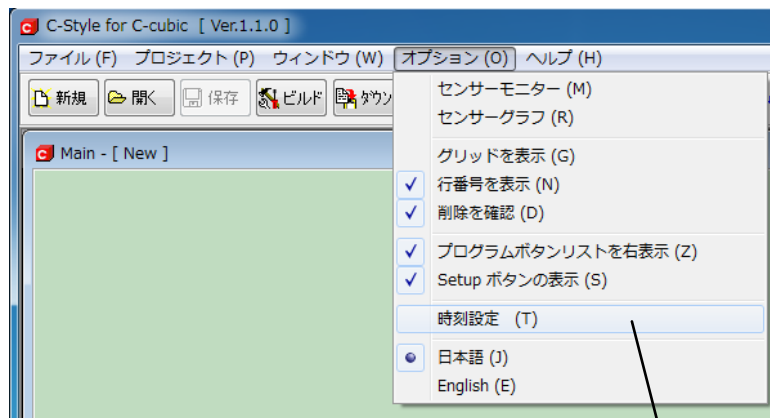 C-Style for C-cubic [ Ver.1.1.0 ]
ファイル (F) プロジェクト (P) ウィンドウ (W) オプション (O) ヘルプ (H)
新規 開く 保存 ビルド ダウン
Main - [ New ]
センサーモニター (M)
センサーグラフ (R)
グリッドを表示 (G)
行番号を表示 (N)
削除を確認 (D)
プログラムボタンリストを右表示 (Z)
Setup ボタンの表示 (S)
時刻設定 (T)
日本語 (J)
English (E)